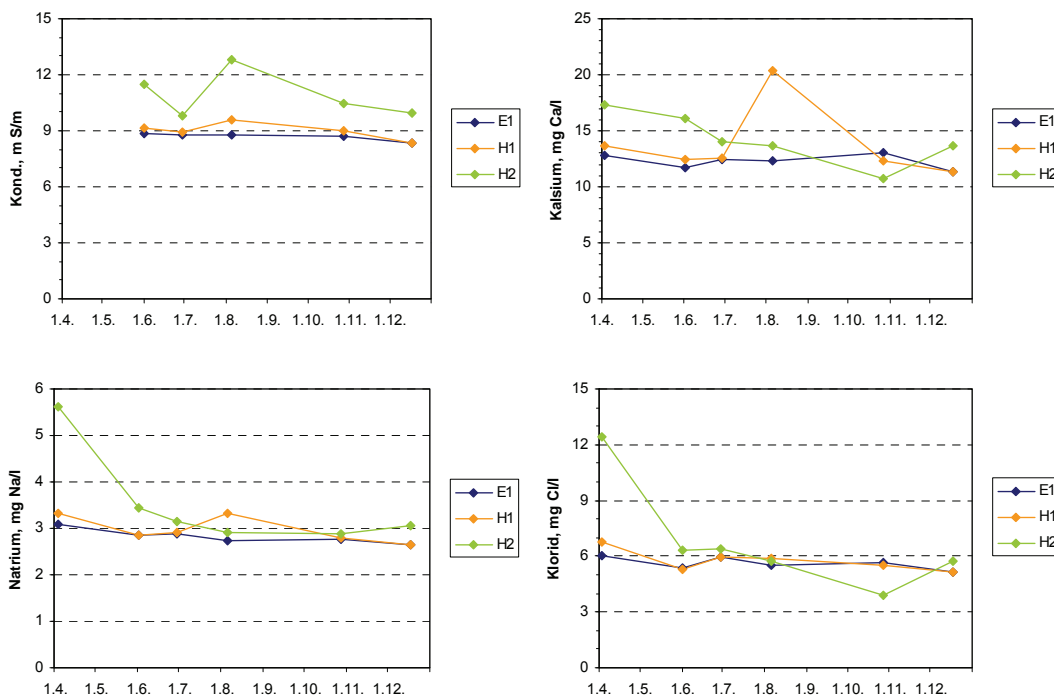 Kond., m S/m
15
12
9
6
3
0
1.4. 1.5. 1.6. 1.7. 1.8. 1.9. 1.10. 1.11. 1.12.
E1
H1
H2
Kalsium, mg Ca/l
25
20
15
10
5
0
1.4. 1.5. 1.6. 1.7. 1.8. 1.9. 1.10. 1.11. 1.12.
E1
H1
H2
Natrium, mg Na/l
6
5
4
3
2
1
0
1.4. 1.5. 1.6. 1.7. 1.8. 1.9. 1.10. 1.11. 1.12.
E1
H1
H2
Klorid, mg Cl/l
15
12
9
6
3
0
1.4. 1.5. 1.6. 1.7. 1.8. 1.9. 1.10. 1.11. 1.12.
E1
H1
H2